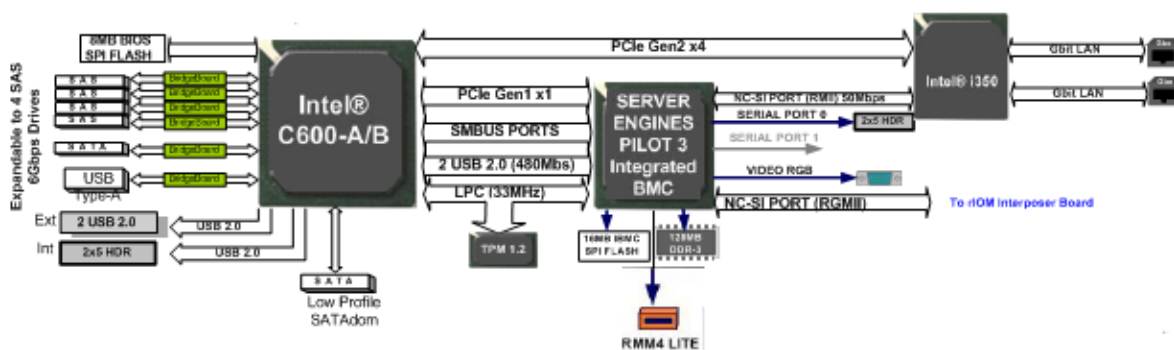 8MB BIOS
SPI FLASH
Expandable to 4 SAS
6Gbps Drives
S A S
BridgeBoard
S A S
BridgeBoard
S A S
BridgeBoard
S A S
BridgeBoard
S A T A
BridgeBoard
USB
Type-A
BridgeBoard
Ext
2 USB 2.0
USB 2.0
Int
2x5 HDR
USB 2.0
Intel®
C600-A/B
S A T A
Low Profile
SATAdom
PCIe Gen2 x4
PCIe Gen1 x1
SMBUS PORTS
2 USB 2.0 (480Mbs)
LPC (33MHz)
TPM 1.2
SERVER
ENGINES
PILOT 3
Integrated
BMC
16MB IBMC
SPI FLASH
128MB
DDR-3
RMM4 LITE
NC-SI PORT (RMII) 50Mbps
SERIAL PORT 0
2x5 HDR
SERIAL PORT 1
VIDEO RGB
NC-SI PORT (RGMII)
To rIOM Interposer Board
Intel® i350
Gbit LAN
Gbit LAN